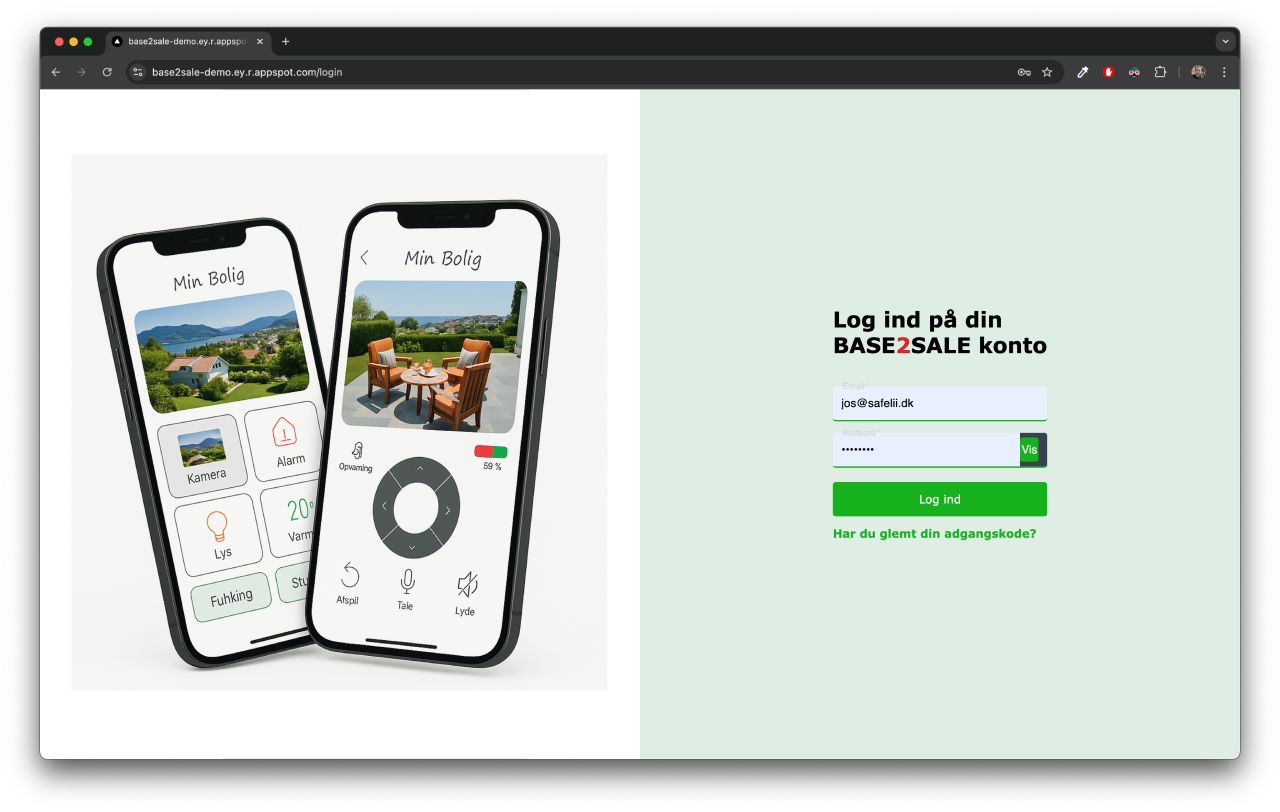 base2sale-demo.ey.r.appspo
base2sale-demo.ey.r.appspot.com/login
Min Bolig
Kamera
Alarm
Lys
20°
Varm
Fuhking
Stu
Min Bolig
Opvaming
59 %
Atspil
Tale
Lyde
Log ind på din
BASE2SALE konto
Email*
jos@safelii.dk
Kodeord*
••••••••
Vis
Log ind
Har du glemt din adgangskode?